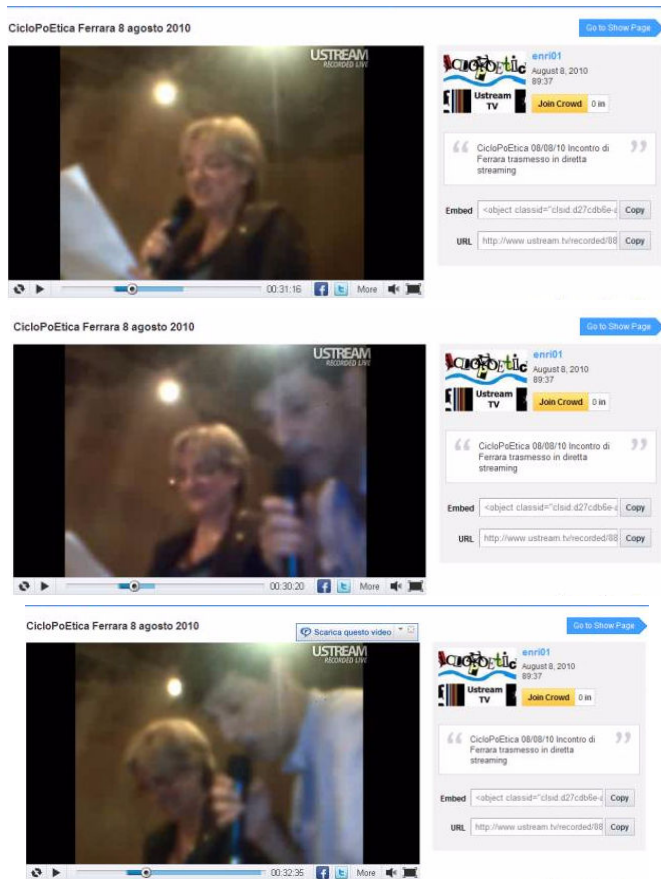 CicloPoEtica Ferrara 8 agosto 2010
Go to Show Page
USTREAM
RECORDED LIVE
CICLOPOEtiC
Ustream
TV
enri01
August 8, 2010
89:37
Join Crowd 0 in
CicloPoEtica 08/08/10 Incontro di
Ferrara trasmesso in diretta
streaming
Embed <object classid="clsid:d27cdb6e-a Copy
URL http://www.ustream.tv/recorded/88 Copy
00:31:16 More
CicloPoEtica Ferrara 8 agosto 2010
Go to Show Page
USTREAM
RECORDED LIVE
CICLOPOEtiC
Ustream
TV
enri01
August 8, 2010
89:37
Join Crowd 0 in
CicloPoEtica 08/08/10 Incontro di
Ferrara trasmesso in diretta
streaming
Embed <object classid="clsid:d27cdb6e-a Copy
URL http://www.ustream.tv/recorded/88 Copy
00:30:20 More
CicloPoEtica Ferrara 8 agosto 2010
Scarica questo video
Go to Show Page
USTREAM
RECORDED LIVE
CICLOPOEtiC
Ustream
TV
enri01
August 8, 2010
89:37
Join Crowd 0 in
CicloPoEtica 08/08/10 Incontro di
Ferrara trasmesso in diretta
streaming
Embed <object classid="clsid:d27cdb6e-a Copy
URL http://www.ustream.tv/recorded/88 Copy
00:32:35 More